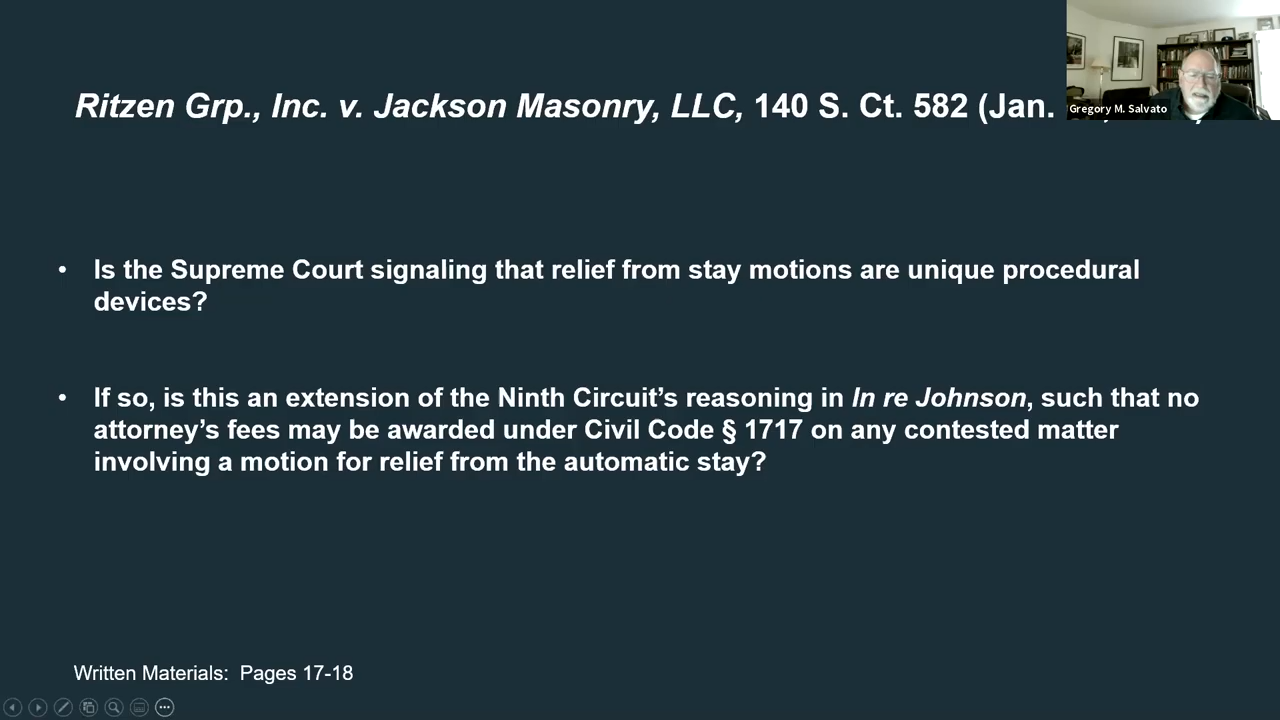 Ritzen Grp., Inc. v. Jackson Masonry, LLC, 140 S. Ct. 582 (Jan.
Gregory M. Salvato
• Is the Supreme Court signaling that relief from stay motions are unique procedural
devices?
• If so, is this an extension of the Ninth Circuit’s reasoning in In re Johnson, such that no
attorney’s fees may be awarded under Civil Code § 1717 on any contested matter
involving a motion for relief from the automatic stay?
Written Materials: Pages 17-18